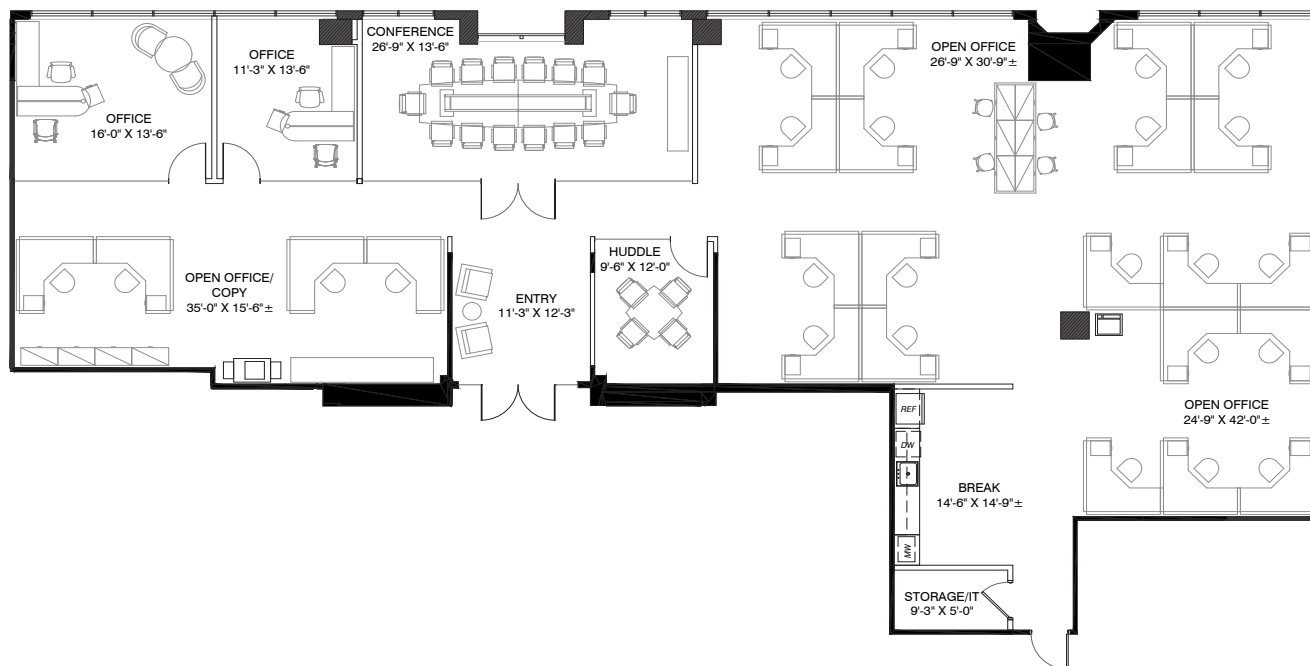 OFFICE
16'-0" X 13'-6"
OFFICE
11'-3" X 13'-6"
CONFERENCE
26'-9" X 13'-6"
OPEN OFFICE
26'-9" X 30'-9"±
OPEN OFFICE/
COPY
35'-0" X 15'-6"±
ENTRY
11'-3" X 12'-3"
HUDDLE
9'-6" X 12'-0"
OPEN OFFICE
24'-9" X 42'-0"±
REF
DW
BREAK
14'-6" X 14'-9"±
MW
STORAGE/IT
9'-3" X 5'-0"